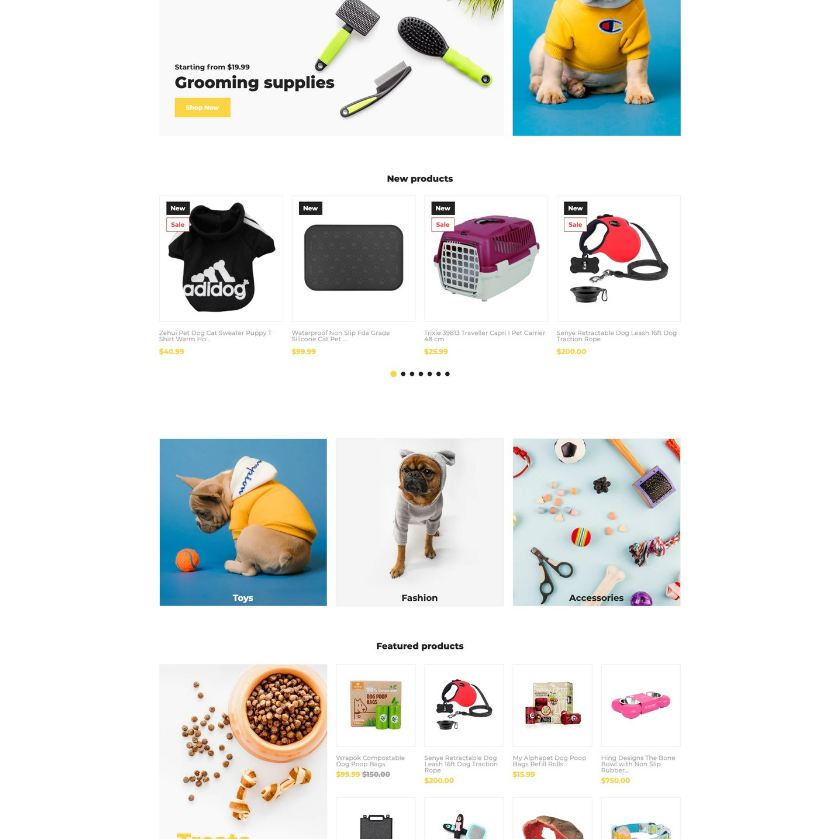 Starting from $19.99
Grooming supplies
Shop Now
New products
New
Sale
adidog
New
New
Sale
New
Sale
Zehui Pet Dog Cat Sweater Puppy T
Shirt Warm Ho...
$40.99
Waterproof Non Slip Fda Grade
Silicone Cat Pet ...
$99.99
Trixie 39813 Traveller Capri I Pet Carrier
48 cm
$25.99
Senye Retractable Dog Leash 16ft Dog
Traction Rope
$200.00
Toys
Fashion
Accessories
Featured products
Wrapok Compostable
Dog Poop Bags
$99.99 $150.00
Senye Retractable Dog
Leash 16ft Dog Traction
Rope
$200.00
My Alphapet Dog Poop
Bags Refill Rolls
$15.99
Hing Designs The Bone
Bowl with Non Slip
Rubber...
$750.00
Treats